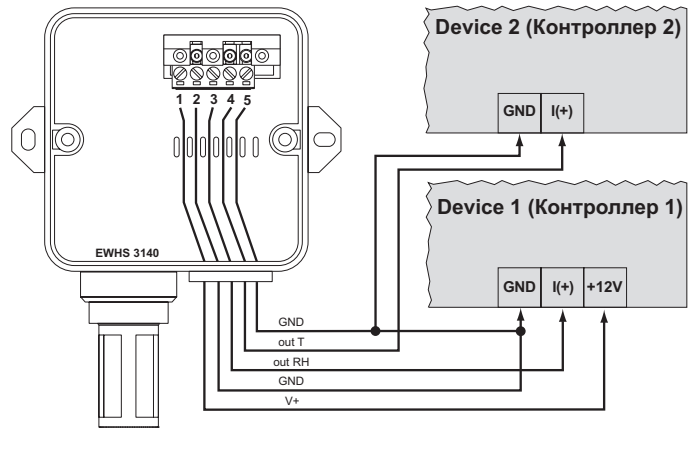 Device 2 (Контроллер 2)
GND I(+)
1 2 3 4 5
Device 1 (Контроллер 1)
EWHS 3140
GND I(+) +12V
GND
out T
out RH
GND
V+